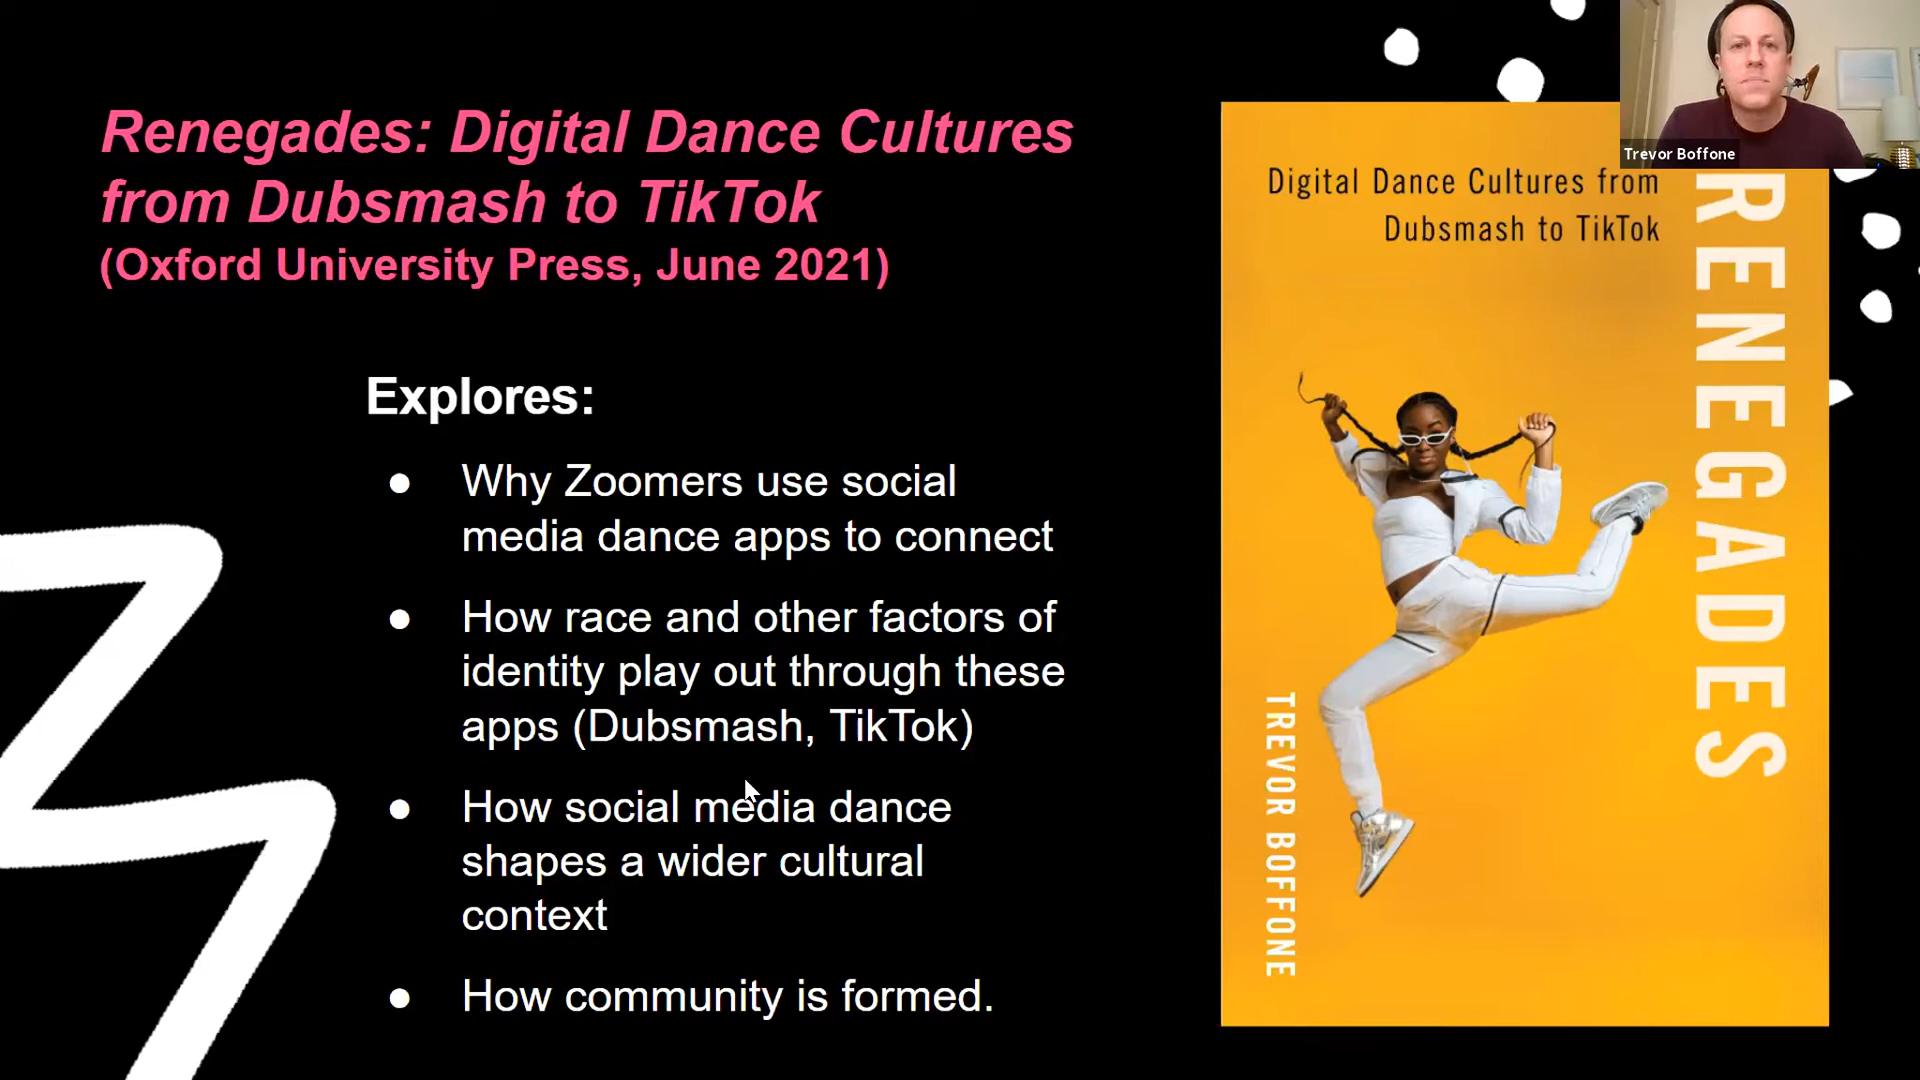 Renegades: Digital Dance Cultures
from Dubsmash to TikTok
(Oxford University Press, June 2021)
Explores:
● Why Zoomers use social
media dance apps to connect
● How race and other factors of
identity play out through these
apps (Dubsmash, TikTok)
● How social media dance
shapes a wider cultural
context
● How community is formed.
Trevor Boffone
Digital Dance Cultures from
Dubsmash to TikTok
RENEGADES
TREVOR BOFFONE